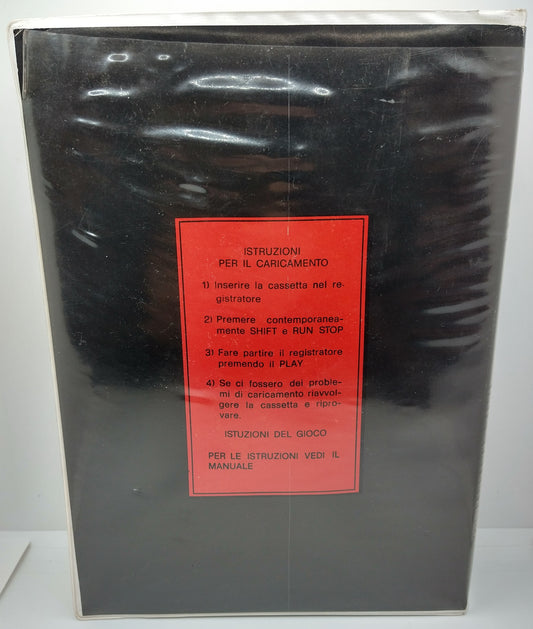 ISTRUZIONI
PER IL CARICAMENTO
1) Inserire la cassetta nel re-
gistratore
2) Premere contemporanea-
mente SHIFT e RUN STOP
3) Fare partire il registratore
premendo il PLAY
4) Se ci fossero dei proble-
mi di caricamento riavvol-
gere la cassetta e ripro-
vare.
ISTUZIONI DEL GIOCO
PER LE ISTRUZIONI VEDI IL
MANUALE